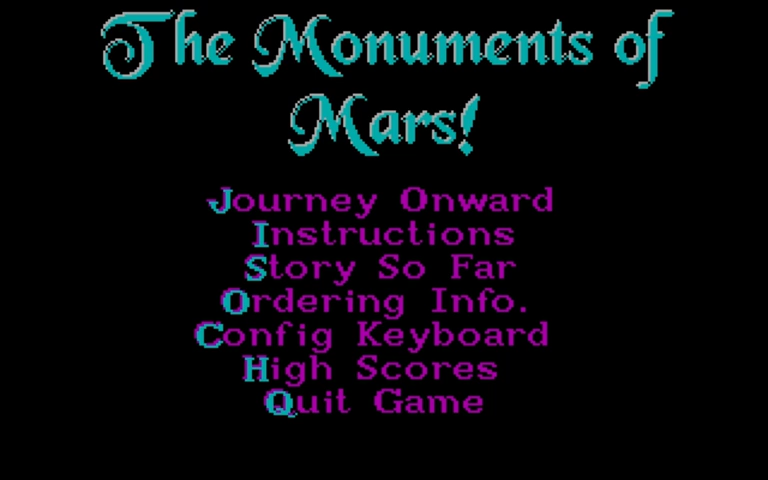 The Monuments of
Mars!
Journey Onward
Instructions
Story So Far
Ordering Info.
Config Keyboard
High Scores
Quit Game